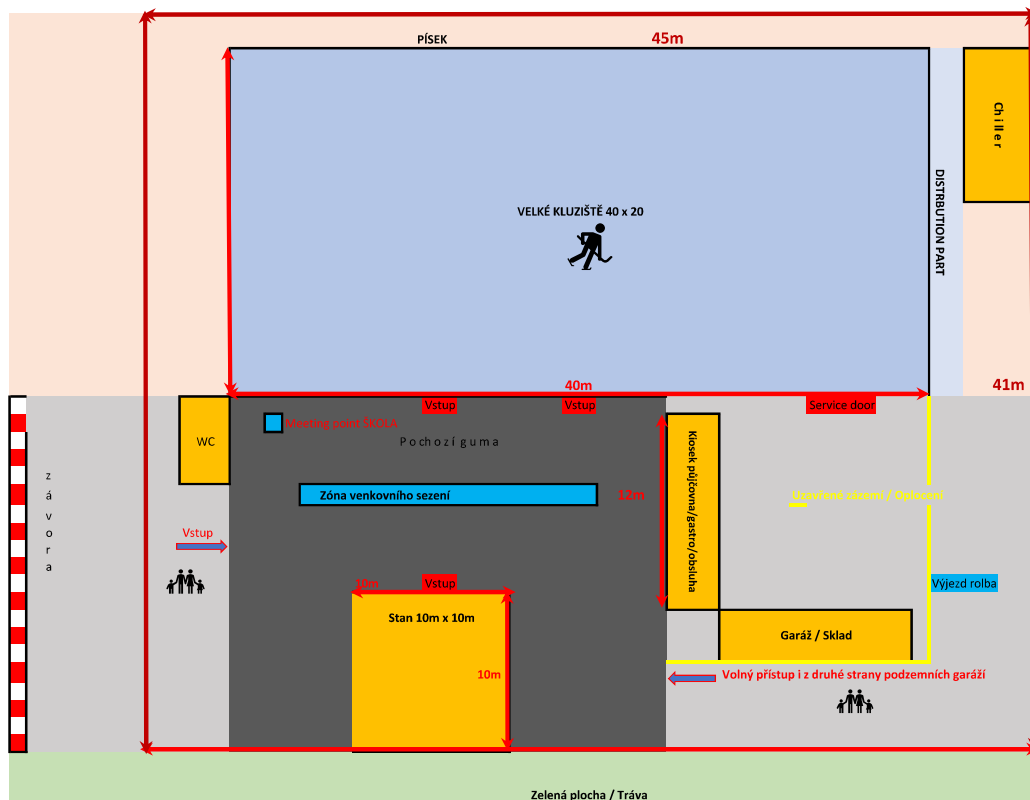 PÍSEK
45m
Chiller
VELKÉ KLUZIŠTĚ 40 x 20
DISTRBUTION PART
40m
41m
Vstup
Vstup
Service door
Meeting point ŠKOLA
WC
Pochozí guma
Kiosek půjčovna/gastro/obsluha
závora
Zóna venkovního sezení
12m
Uzavřené zázemí / Oplocení
Vstup
10m
Vstup
Výjezd rolba
Stan 10m x 10m
Garáž / Sklad
10m
Volný přístup i z druhé strany podzemních garáží
Zelená plocha / Tráva